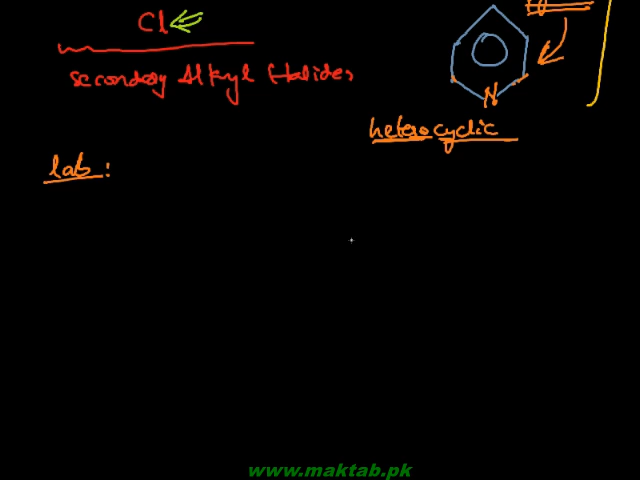 Cl
secondary Alkyl Halides
N
heterocyclic
lab:
www.maktab.pk